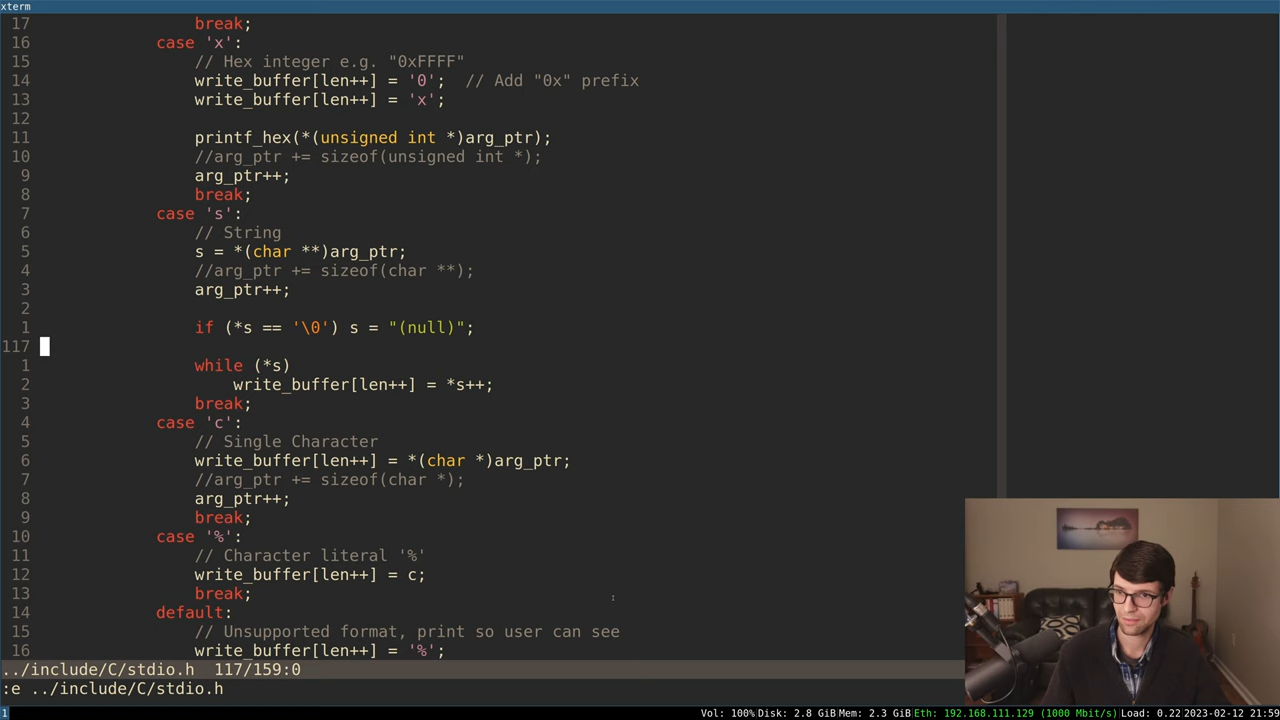 xterm
17 break;
16 case 'x':
15 // Hex integer e.g. "0xFFFF"
14 write_buffer[len++] = '0';  // Add "0x" prefix
13 write_buffer[len++] = 'x';
12
11 printf_hex(*(unsigned int *)arg_ptr);
10 //arg_ptr += sizeof(unsigned int *);
9 arg_ptr++;
8 break;
7 case 's':
6 // String
5 s = *(char **)arg_ptr;
4 //arg_ptr += sizeof(char **);
3 arg_ptr++;
2
1 if (*s == '\0') s = "(null)";
117
1 while (*s)
2 write_buffer[len++] = *s++;
3 break;
4 case 'c':
5 // Single Character
6 write_buffer[len++] = *(char *)arg_ptr;
7 //arg_ptr += sizeof(char *);
8 arg_ptr++;
9 break;
10 case '%':
11 // Character literal '%'
12 write_buffer[len++] = c;
13 break;
14 default:
15 // Unsupported format, print so user can see
16 write_buffer[len++] = '%';
../include/C/stdio.h  117/159:0
:e ../include/C/stdio.h
1 Vol: 100% Disk: 2.8 GiB Mem: 2.3 GiB Eth: 192.168.111.129 (1000 Mbit/s) Load: 0.22 2023-02-12 21:59